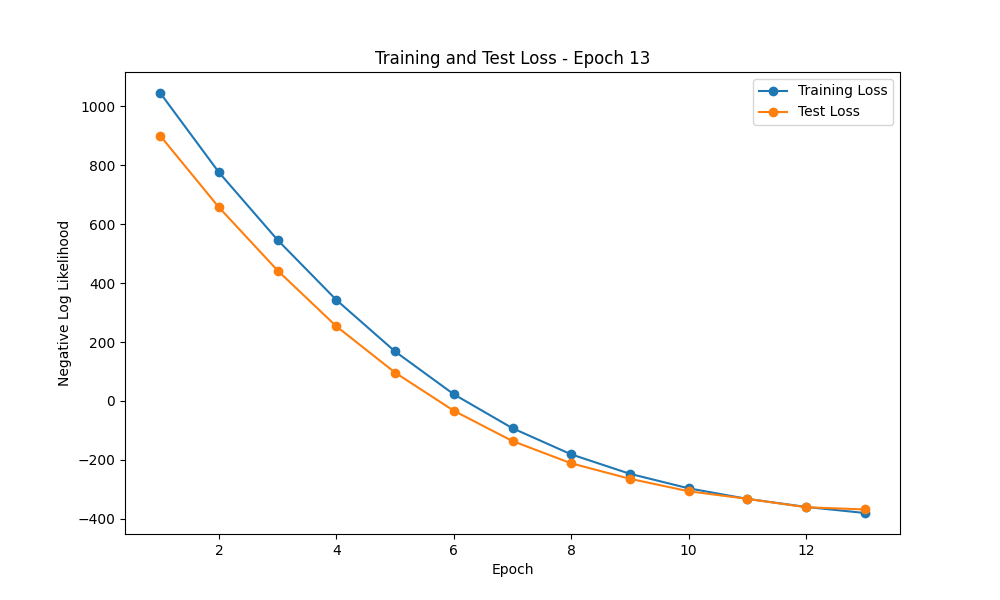 Training and Test Loss - Epoch 13
Training Loss
Test Loss
1000
800
600
400
200
0
−200
−400
Negative Log Likelihood
2
4
6
8
10
12
Epoch